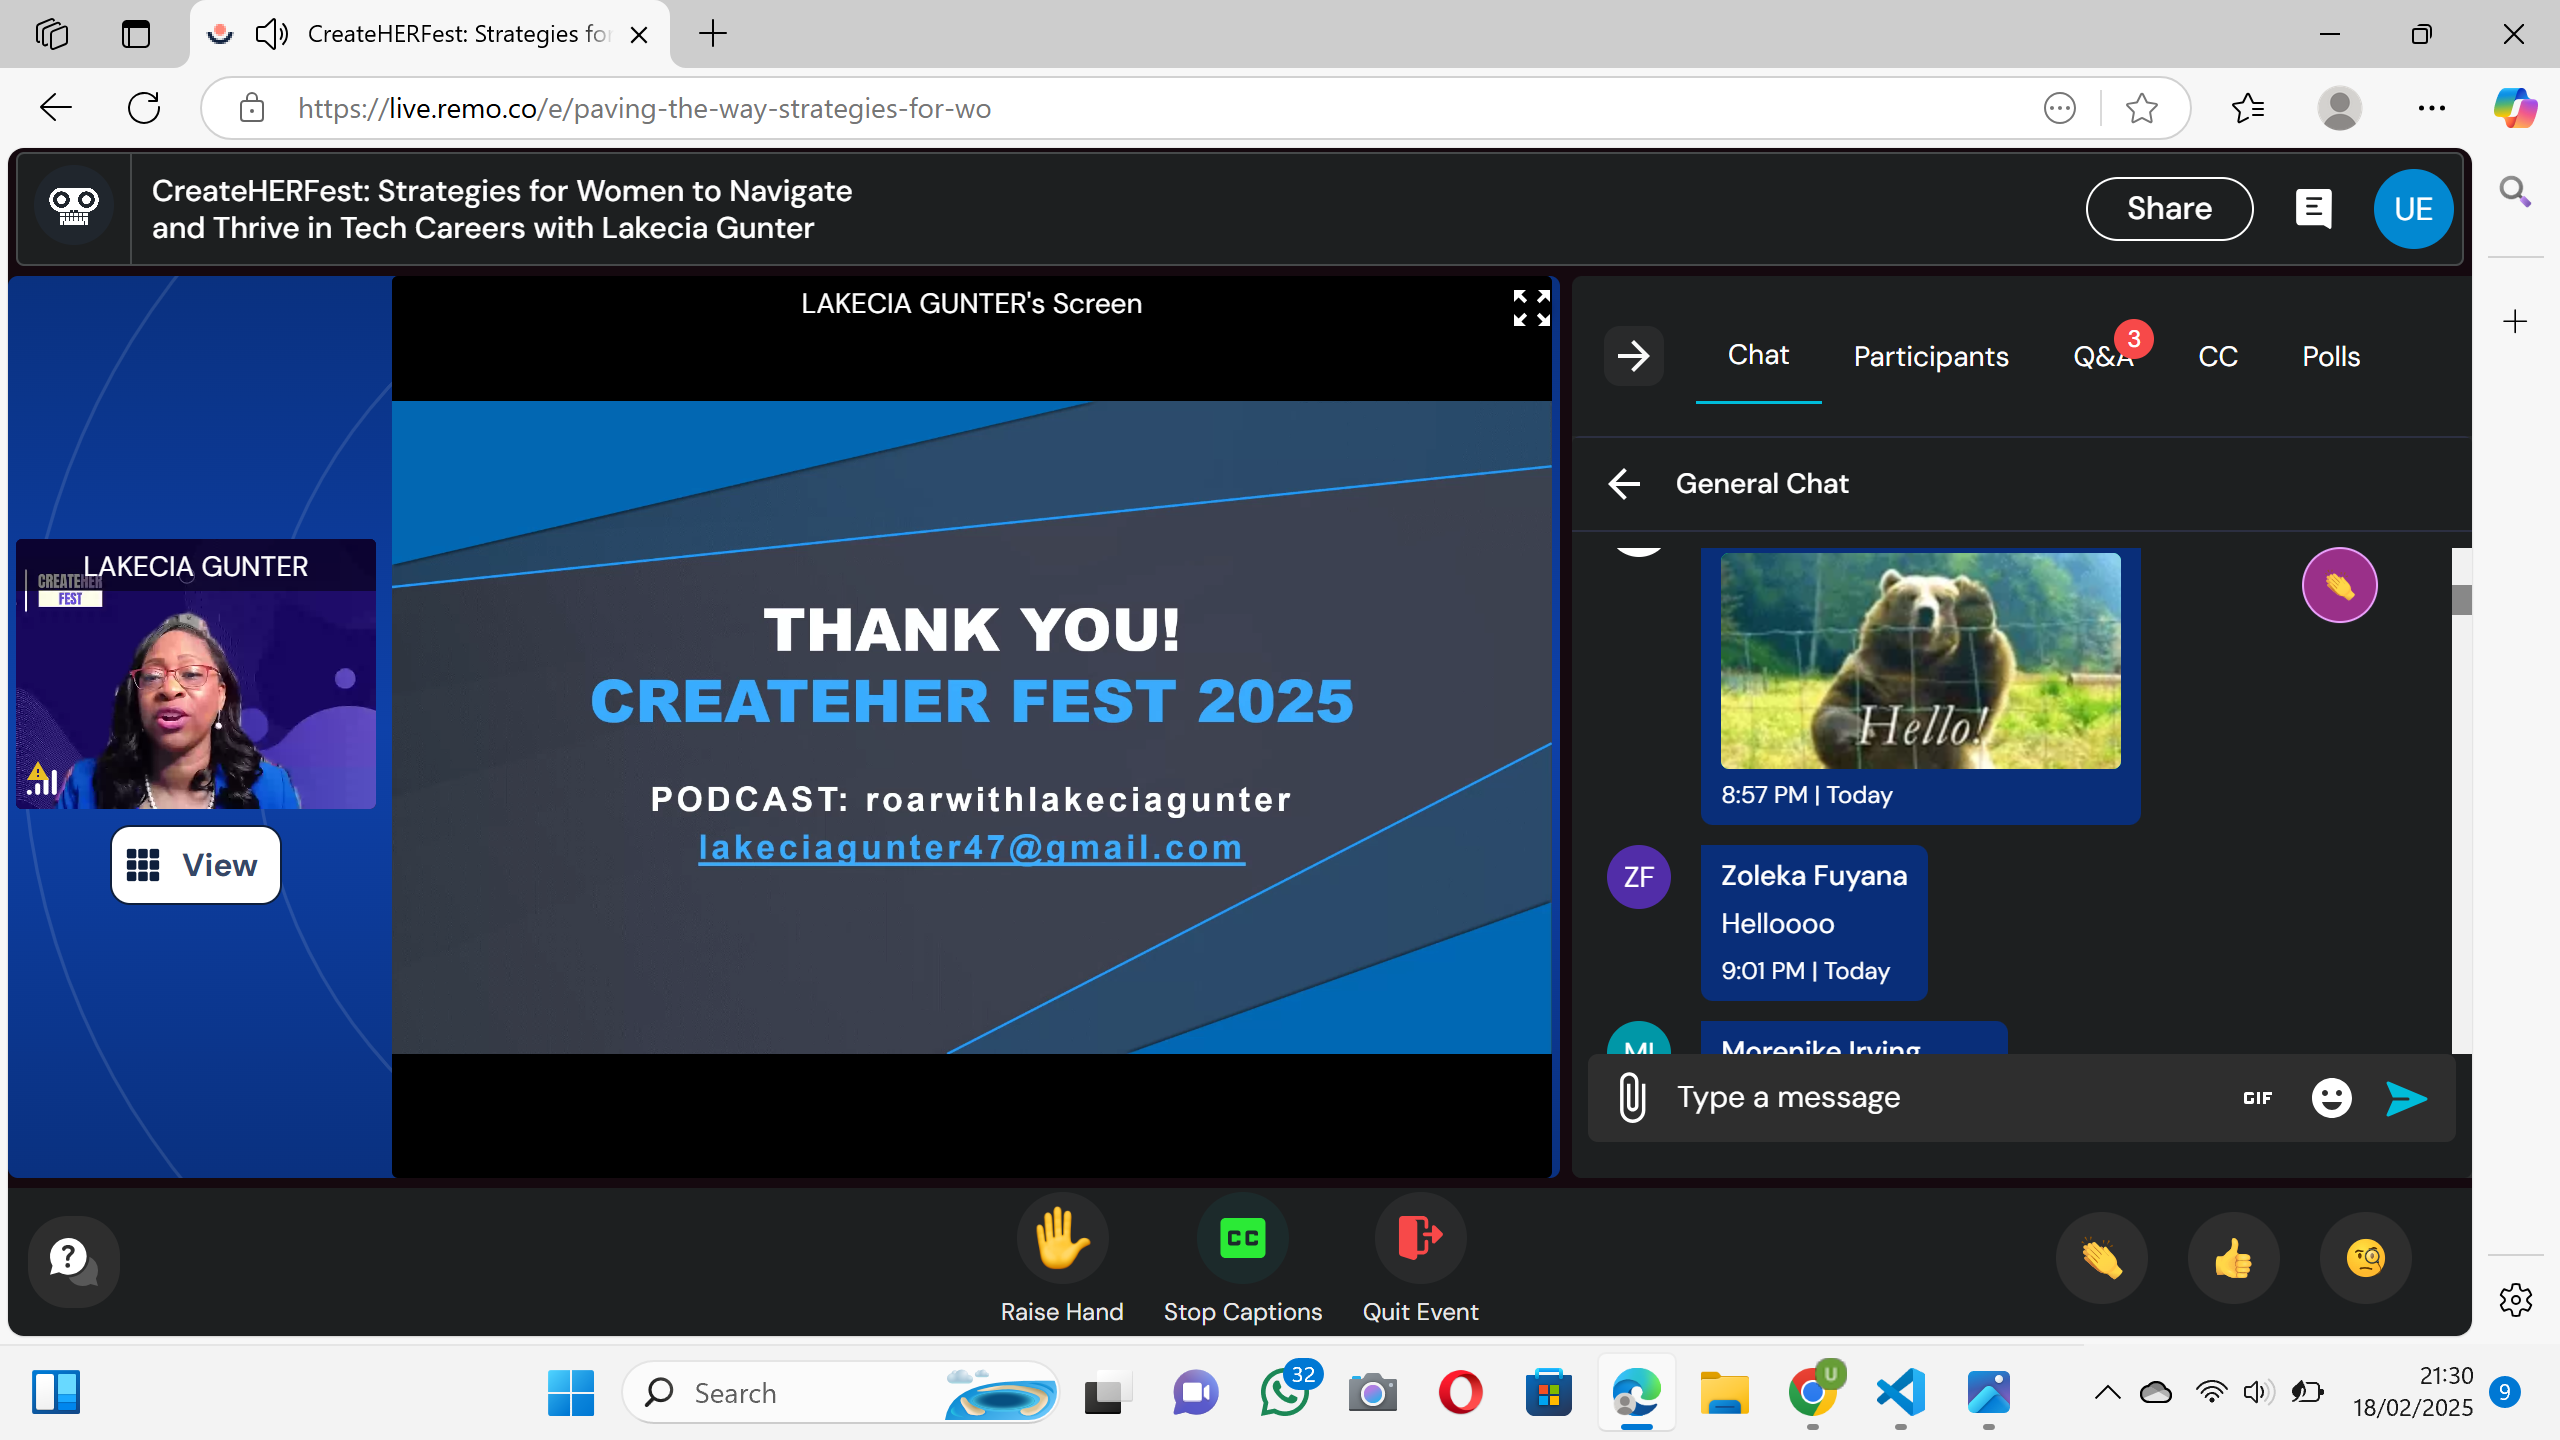 CreateHERFest: Strategies for
https://live.remo.co/e/paving-the-way-strategies-for-wo
CreateHERFest: Strategies for Women to Navigate
and Thrive in Tech Careers with Lakecia Gunter
Share
UE
LAKECIA GUNTER's Screen
LAKECIA GUNTER
CREATEHER
FEST
View
THANK YOU!
CREATEHER FEST 2025
PODCAST: roarwithlakeciagunter
lakeciagunter47@gmail.com
Chat
Participants
Q&A
3
CC
Polls
General Chat
Hello!
8:57 PM | Today
ZF
Zoleka Fuyana
Helloooo
9:01 PM | Today
MI
Morenike Irving
Type a message
GIF
Raise Hand
CC
Stop Captions
Quit Event
Search
32
U
21:30
18/02/2025
9